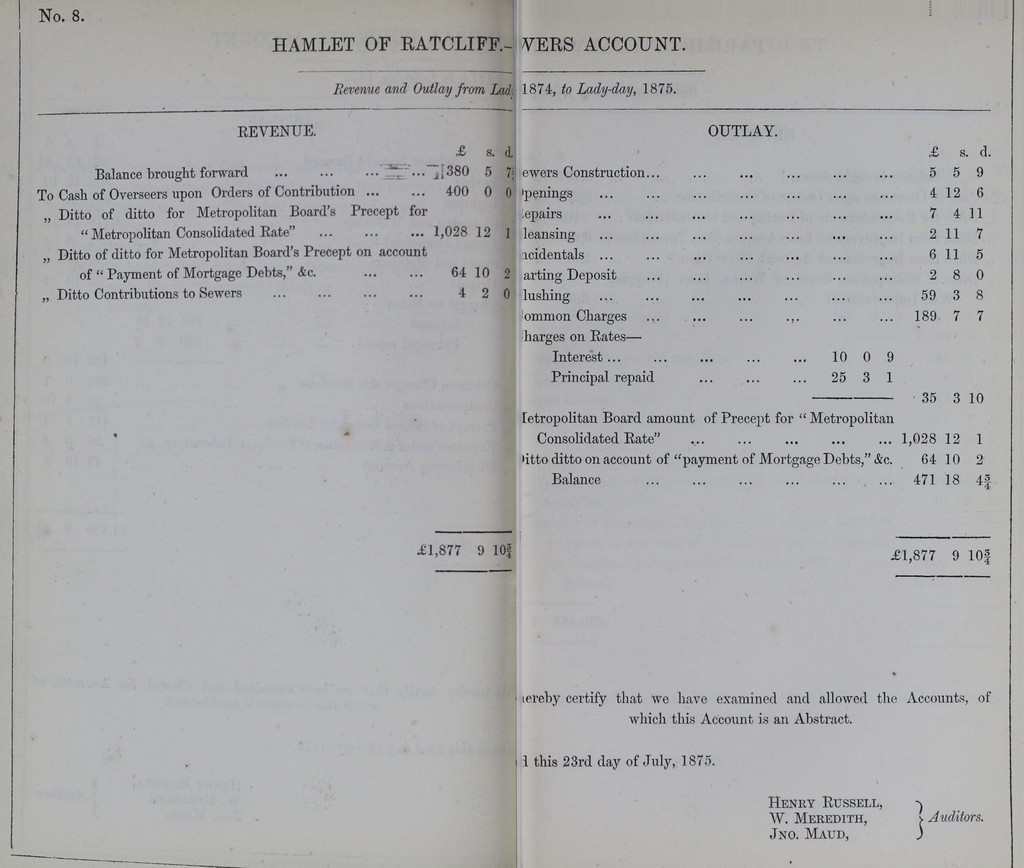 No. 8.
HAMLET OF RATCLIFF.- WERS ACCOUNT.
Revenue and Outlay from Lady 1874, to Lady-day, 1875.
REVENUE.
£ s. d.
Balance brought forward ... ... ... ... 380 5 7
To Cash of Overseers upon Orders of Contribution ... ... 400 0 0
„ Ditto of ditto for Metropolitan Board's Precept for
"Metropolitan Consolidated Rate" ... ... ... 1,028 12 1
„ Ditto of ditto for Metropolitan Board's Precept on account
of "Payment of Mortgage Debts," &c. ... ... 64 10 2
„ Ditto Contributions to Sewers ... ... ... ... 4 2 0
£1,877 9 10¾
OUTLAY.
£ s. d.
ewers Construction... ... ... ... ... ... 5 5 9
penings ... ... ... ... ... ... ... 4 12 6
epairs ... ... ... ... ... ... ... 7 4 11
leansing ... ... ... ... ... ... ... 2 11 7
ncidentals ... ... ... ... ... ... ... 6 11 5
arting Deposit ... ... ... ... ... ... 2 8 0
lushing ... ... ... ... ... ... ... 59 3 8
ommon Charges ... ... ... ... ... ... 189 7 7
harges on Rates—
Interest ... ... ... ... ... 10 0 9
Principal repaid ... ... ... 25 3 1
35 3 10
Metropolitan Board amount of Precept for "Metropolitan
Consolidated Rate" ... ... ... ... ... 1,028 12 1
itto ditto on account of "payment of Mortgage Debts," &c. 64 10 2
Balance ... ... ... ... ... ... 471 18 4¾
£1,877 9 10¾
hereby certify that we have examined and allowed the Accounts, of
which this Account is an Abstract.
d this 23rd day of July, 1875.
HENRY RUSSELL,
W. MEREDITH,
JNO. MAUD,
Auditors.